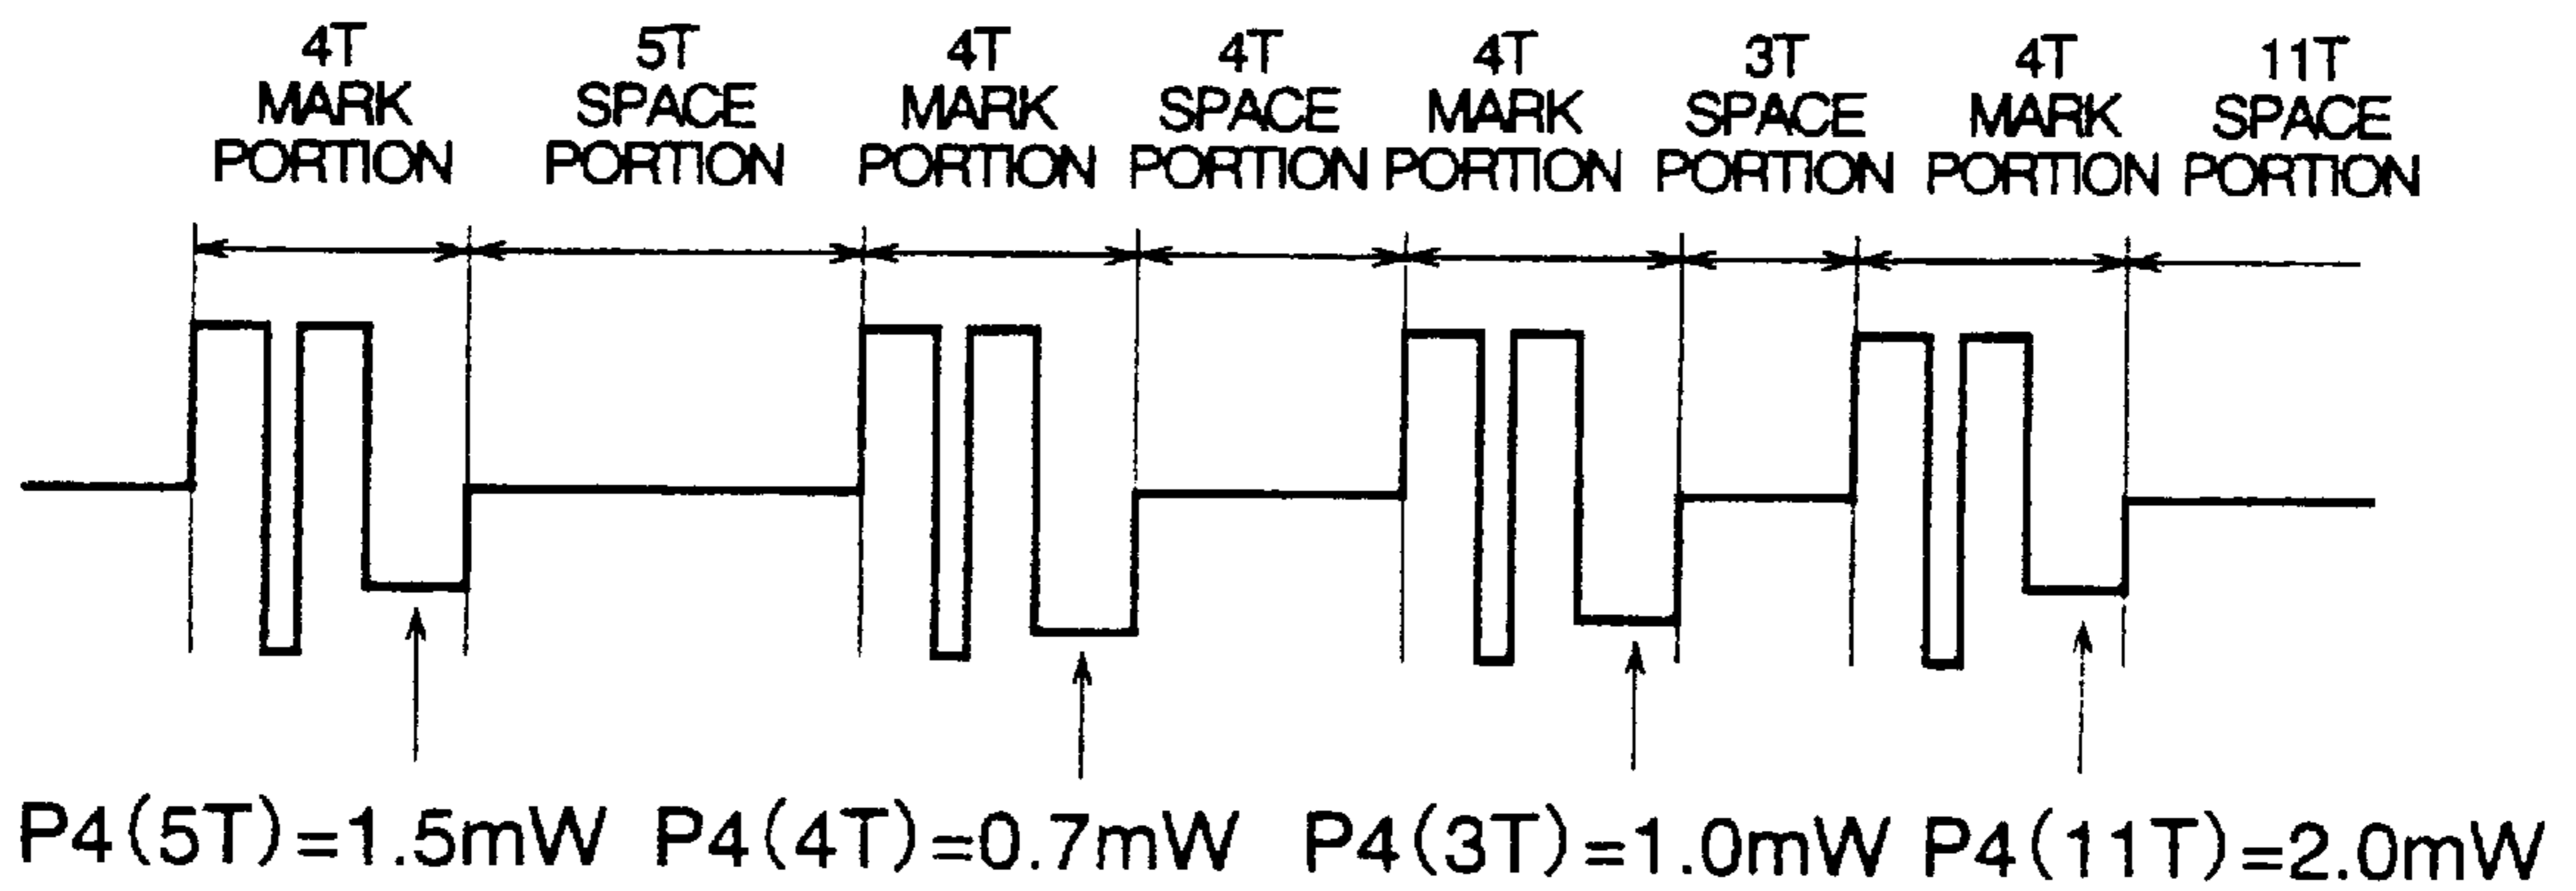 4T
MARK
PORTION
5T
SPACE
PORTION
4T
MARK
PORTION
4T
SPACE
PORTION
4T
MARK
PORTION
3T
SPACE
PORTION
4T
MARK
PORTION
11T
SPACE
PORTION
P4(5T)=1.5mW
P4(4T)=0.7mW
P4(3T)=1.0mW
P4(11T)=2.0mW